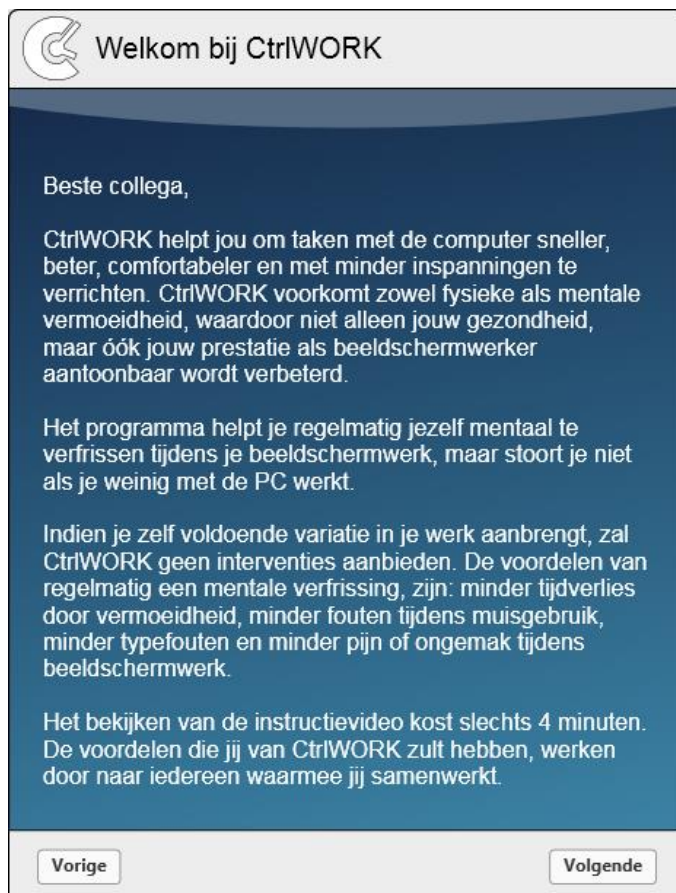 Welkom bij CtrlWORK
Beste collega,
CtrlWORK helpt jou om taken met de computer sneller,
beter, comfortabeler en met minder inspanningen te
verrichten. CtrlWORK voorkomt zowel fysieke als mentale
vermoeidheid, waardoor niet alleen jouw gezondheid,
maar óók jouw prestatie als beeldschermwerker
aantoonbaar wordt verbeterd.
Het programma helpt je regelmatig jezelf mentaal te
verfrissen tijdens je beeldschermwerk, maar stoort je niet
als je weinig met de PC werkt.
Indien je zelf voldoende variatie in je werk aanbrengt, zal
CtrlWORK geen interventies aanbieden. De voordelen van
regelmatig een mentale verfrissing, zijn: minder tijdverlies
door vermoeidheid, minder fouten tijdens muisgebruik,
minder typefouten en minder pijn of ongemak tijdens
beeldschermwerk.
Het bekijken van de instructievideo kost slechts 4 minuten.
De voordelen die jij van CtrlWORK zult hebben, werken
door naar iedereen waarmee jij samenwerkt.
Vorige
Volgende